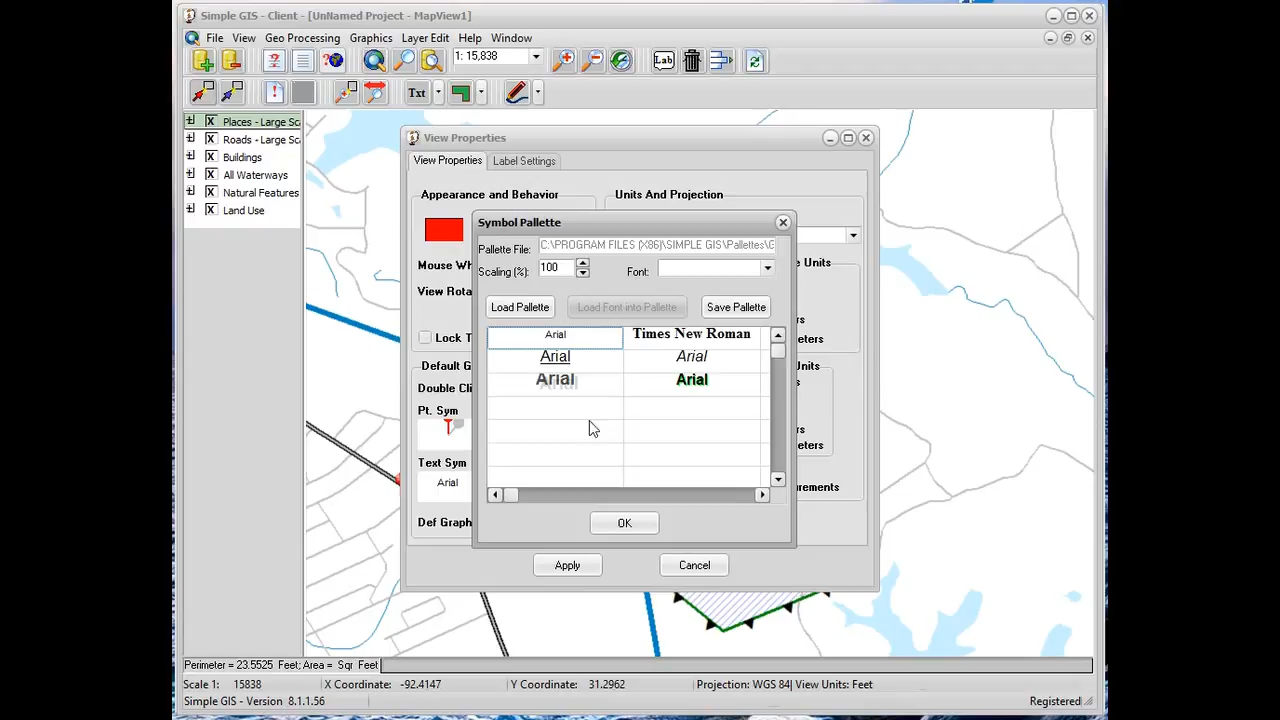 Simple GIS - Client - [UnNamed Project - MapView1]
File View Geo Processing Graphics Layer Edit Help Window
1: 15,838
Lab
Txt
Places - Large Sc
Roads - Large Sc
Buildings
All Waterways
Natural Features
Land Use
View Properties
View Properties Label Settings
Appearance and Behavior Units And Projection
Symbol Pallette
Pallette File: C:\PROGRAM FILES (X86)\SIMPLE GIS\Pallettes\
Scaling (%): 100 Font:
Mouse Wh
View Rota
Load Pallette Load Font into Pallette Save Pallette
Lock T
Arial Times New Roman
Arial Arial
Arial Arial
Default G
Double Cli
Pt. Sym
Text Sym
Arial
Def Graph
e Units
rs
eters
Units
s
rs
eters
urements
OK
Apply Cancel
Perimeter = 23.5525 Feet; Area = Sqr Feet
Scale 1: 15838 X Coordinate: -92.4147 Y Coordinate: 31.2962 Projection: WGS 84| View Units: Feet
Simple GIS - Version 8.1.1.56 Registered